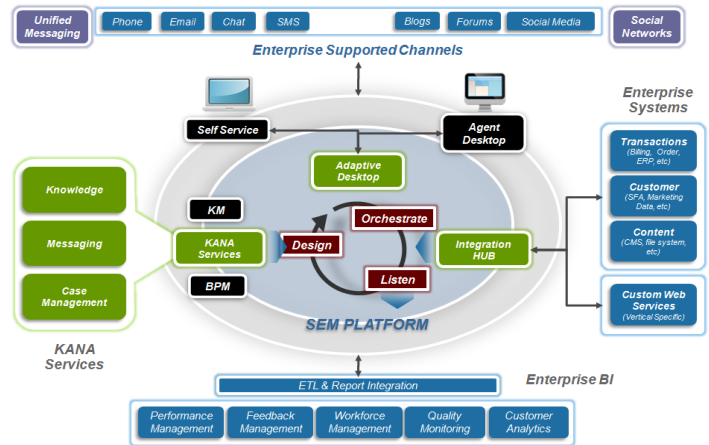 Unified
Messaging
Phone
Email
Chat
SMS
Blogs
Forums
Social Media
Social
Networks
Enterprise Supported Channels
Enterprise
Systems
Self Service
Agent
Desktop
Adaptive
Desktop
Transactions
(Billing, Order,
ERP, etc)
Customer
(SFA, Marketing
Data, etc)
Content
(CMS, file system,
etc)
Custom Web
Services
(Vertical Specific)
Knowledge
Messaging
Case
Management
KANA
Services
KM
KANA
Services
BPM
Design
Orchestrate
Listen
Integration
HUB
SEM PLATFORM
ETL & Report Integration
Enterprise BI
Performance
Management
Feedback
Management
Workforce
Management
Quality
Monitoring
Customer
Analytics